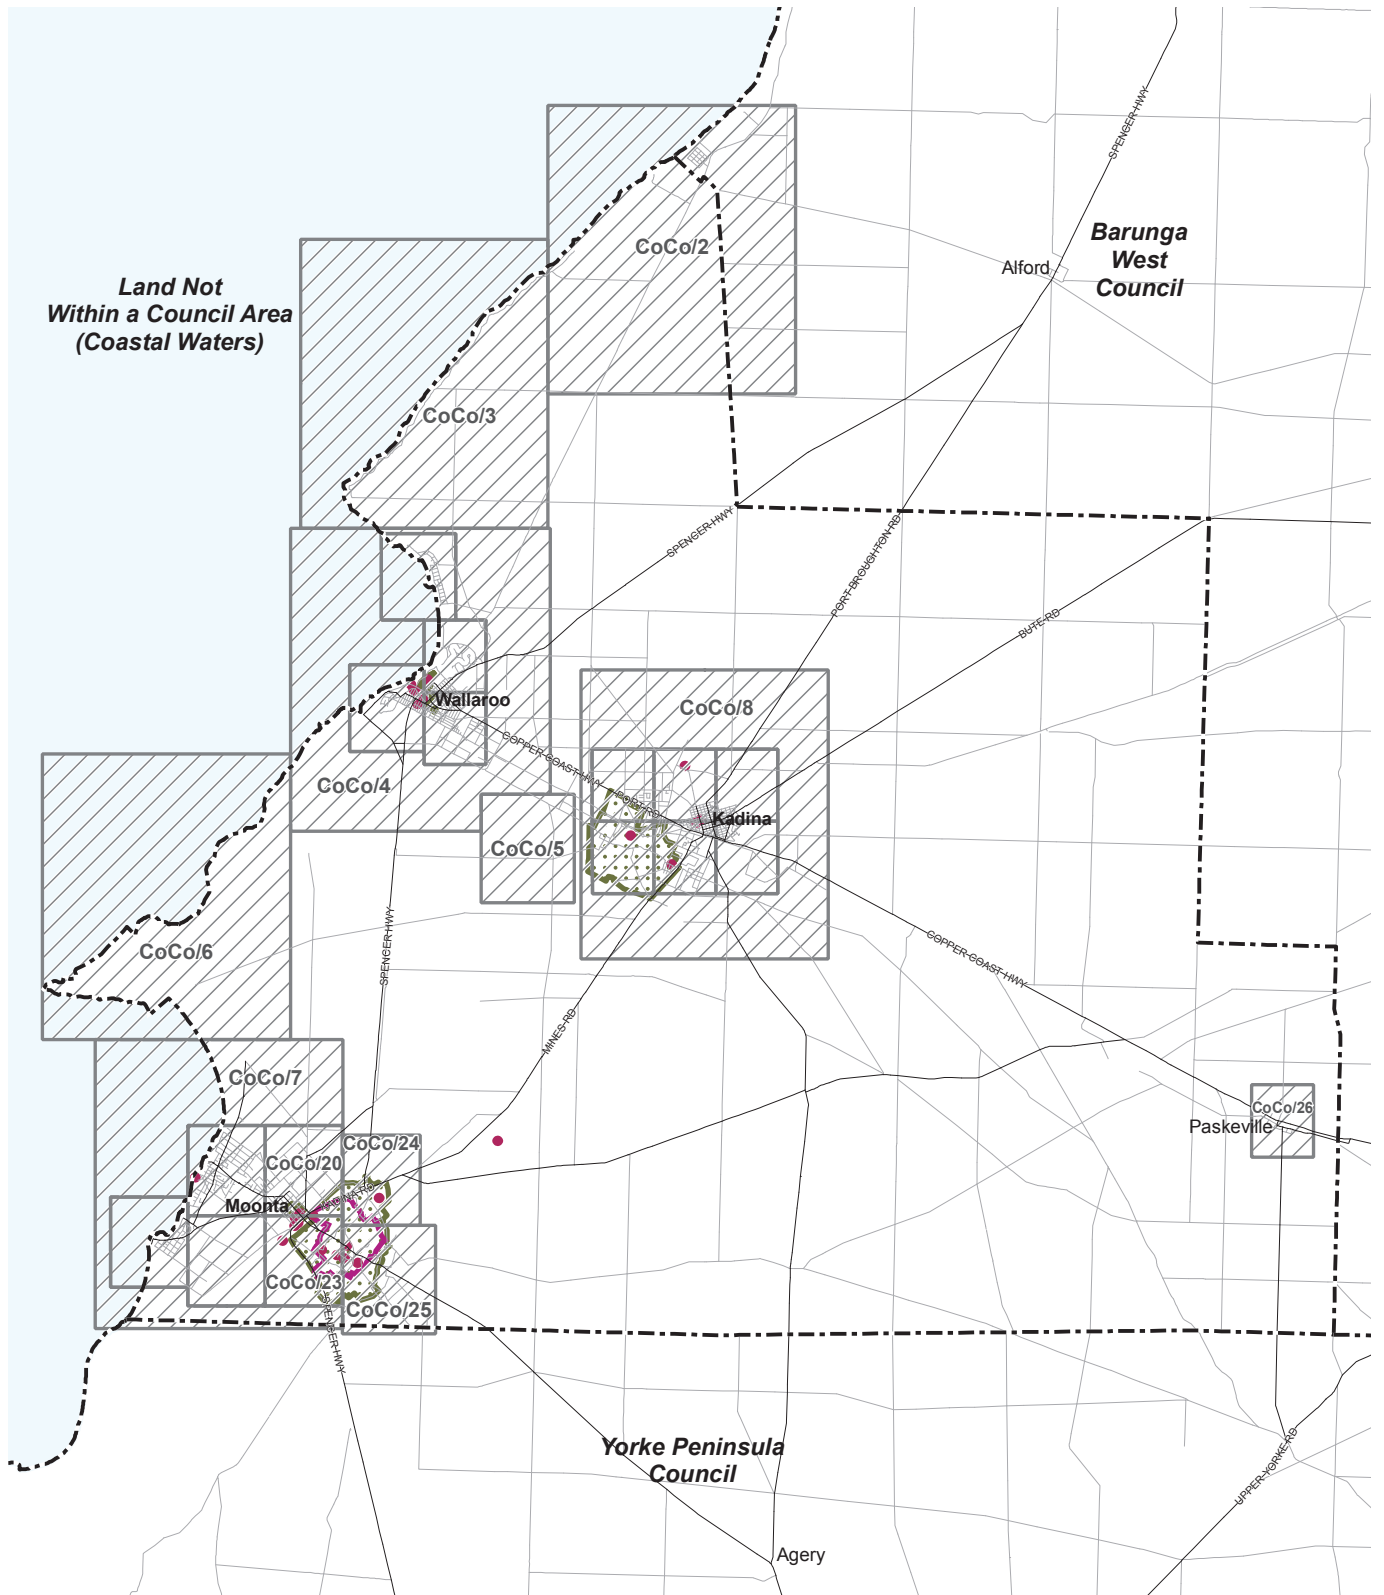 SPENCER HWY
CoCo/2
Barunga
West
Council
Alford
Land Not
Within a Council Area
(Coastal Waters)
CoCo/3
SPENCER HWY
PORT BROUGHTON RD
BUTE RD
Wallaroo
CoCo/8
COPPER COAST HWY
CoCo/4
PORT RD
Kadina
CoCo/5
CoCo/6
SPENCER HWY
COPPER COAST HWY
MINES RD
CoCo/7
CoCo/26
Paskeville
CoCo/24
CoCo/20
Moonta
CoCo/23
CoCo/25
SPENCER HWY
Yorke Peninsula
Council
UPPER YORKE RD
Agery